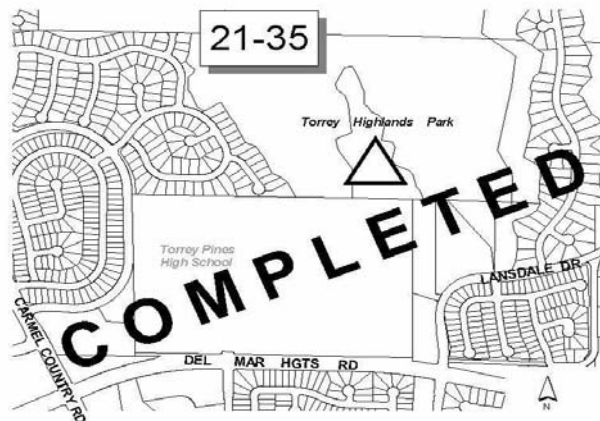 21-35
Torrey Highlands Park
COMPLETED
Torrey Pines
High School
LANSDALE DR
CARMEL COUNTRY RD
DEL MAR HGTS RD
N